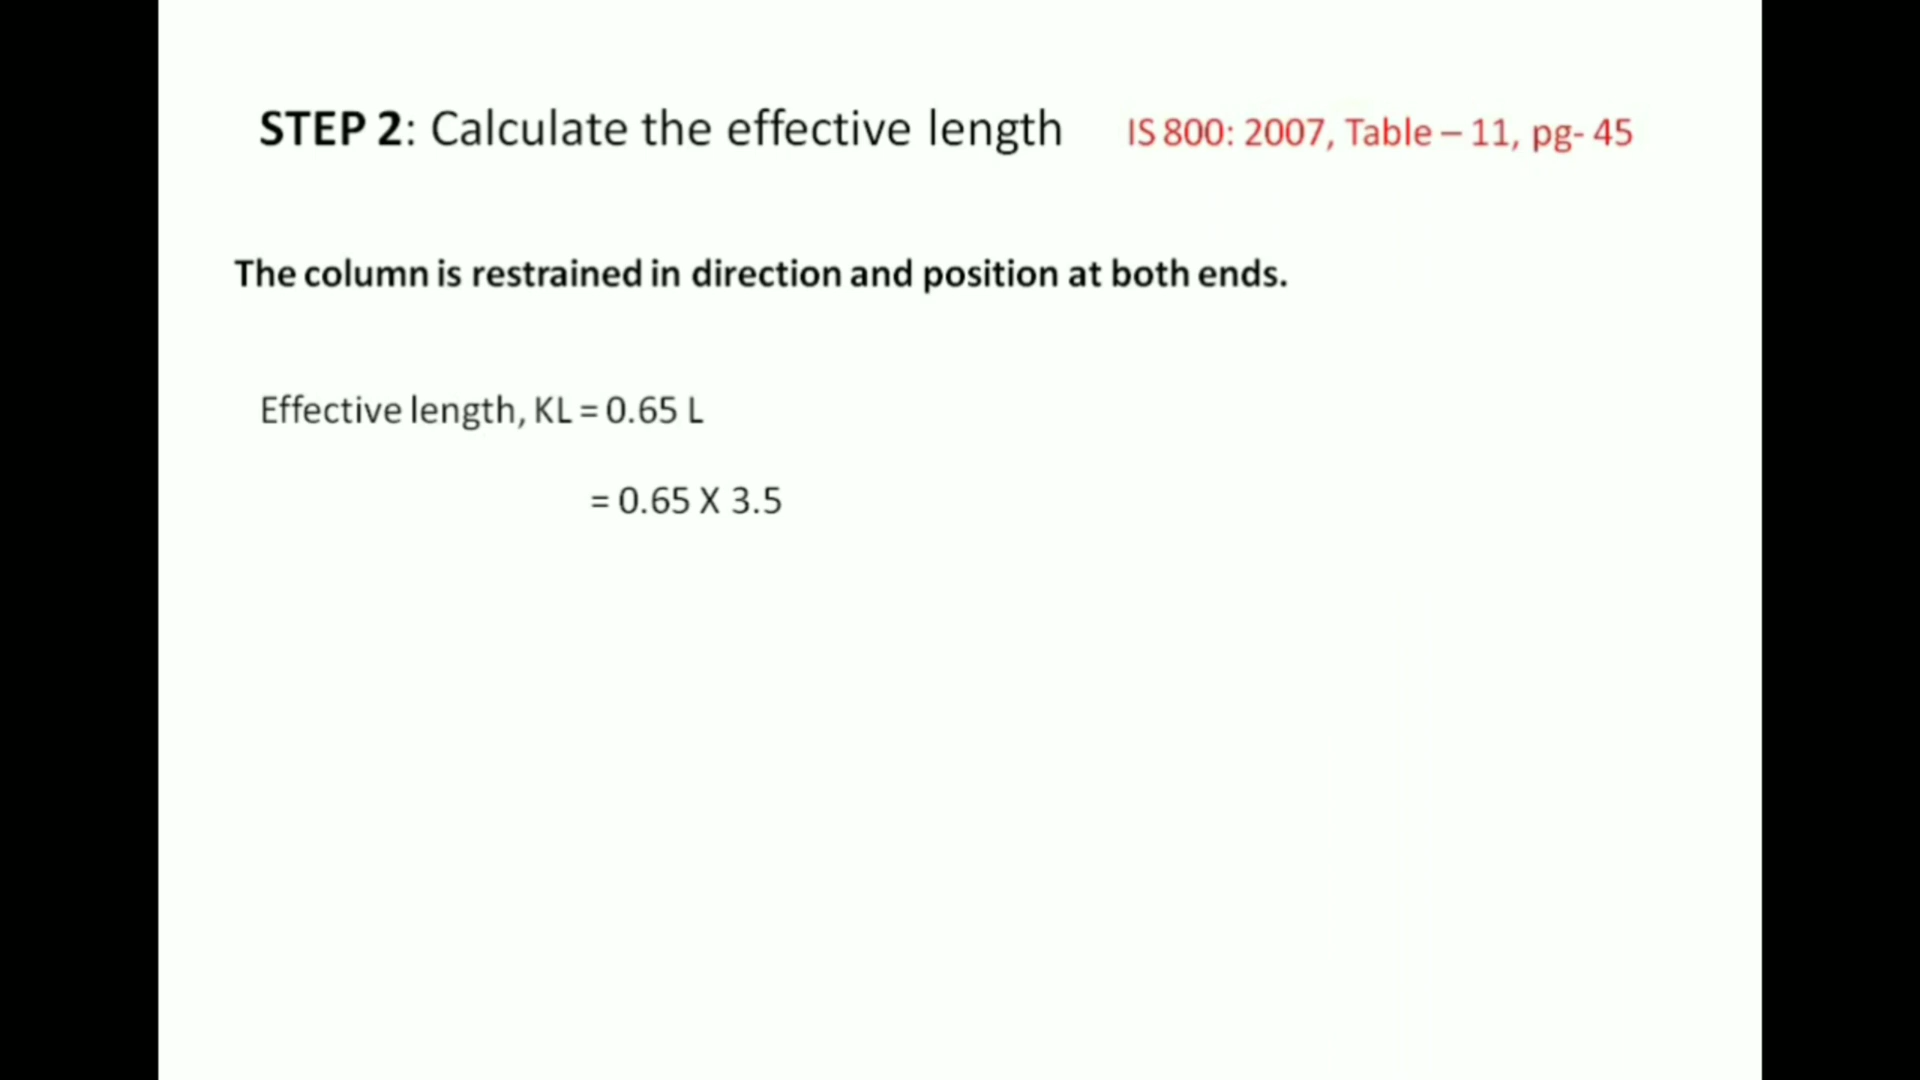 STEP 2: Calculate the effective length IS 800: 2007, Table – 11, pg- 45
The column is restrained in direction and position at both ends.
Effective length, KL = 0.65 L
= 0.65 X 3.5